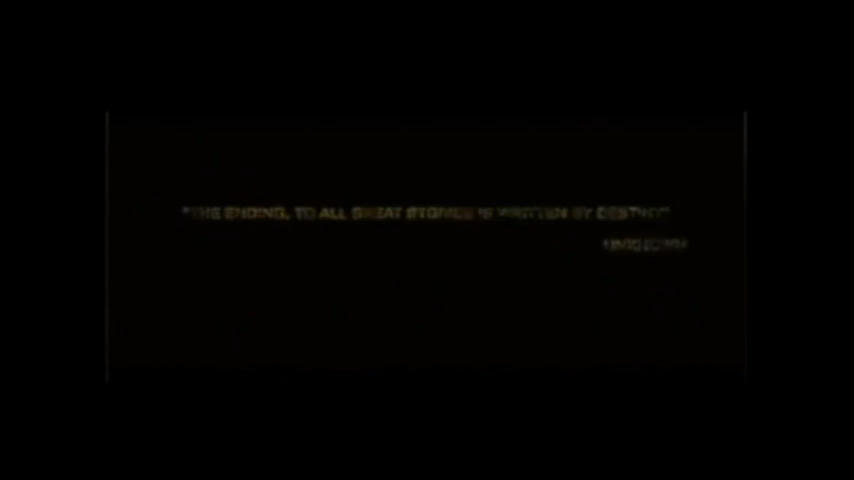 "THE ENDING, TO ALL GREAT STORIES IS WRITTEN BY DESTINY"